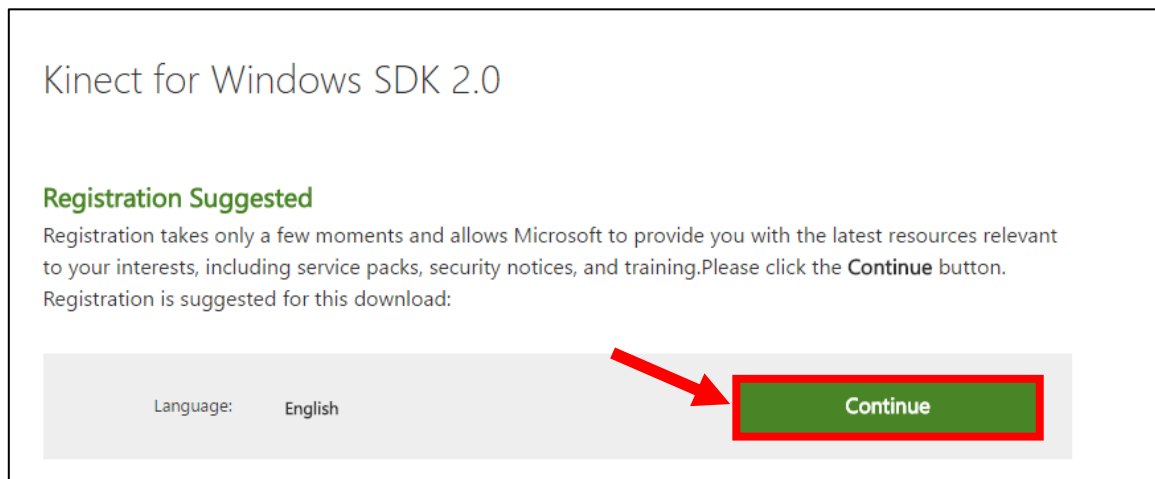 Kinect for Windows SDK 2.0
Registration Suggested
Registration takes only a few moments and allows Microsoft to provide you with the latest resources relevant
to your interests, including service packs, security notices, and training.Please click the Continue button.
Registration is suggested for this download:
Language: English Continue